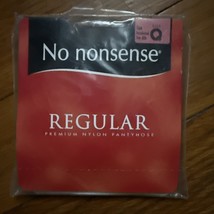 No nonsense®
Q
REGULAR
PREMIUM NYLON PANTYHOSE